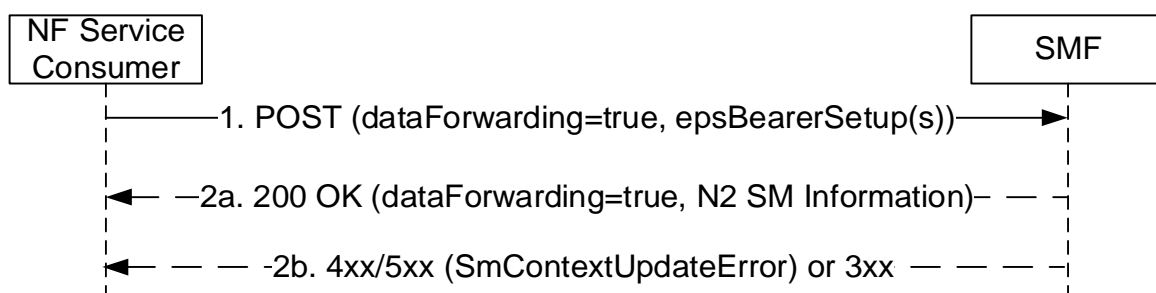 NF Service
Consumer
SMF
1. POST (dataForwarding=true, epsBearerSetup(s))
2a. 200 OK (dataForwarding=true, N2 SM Information)
2b. 4xx/5xx (SmContextUpdateError) or 3xx